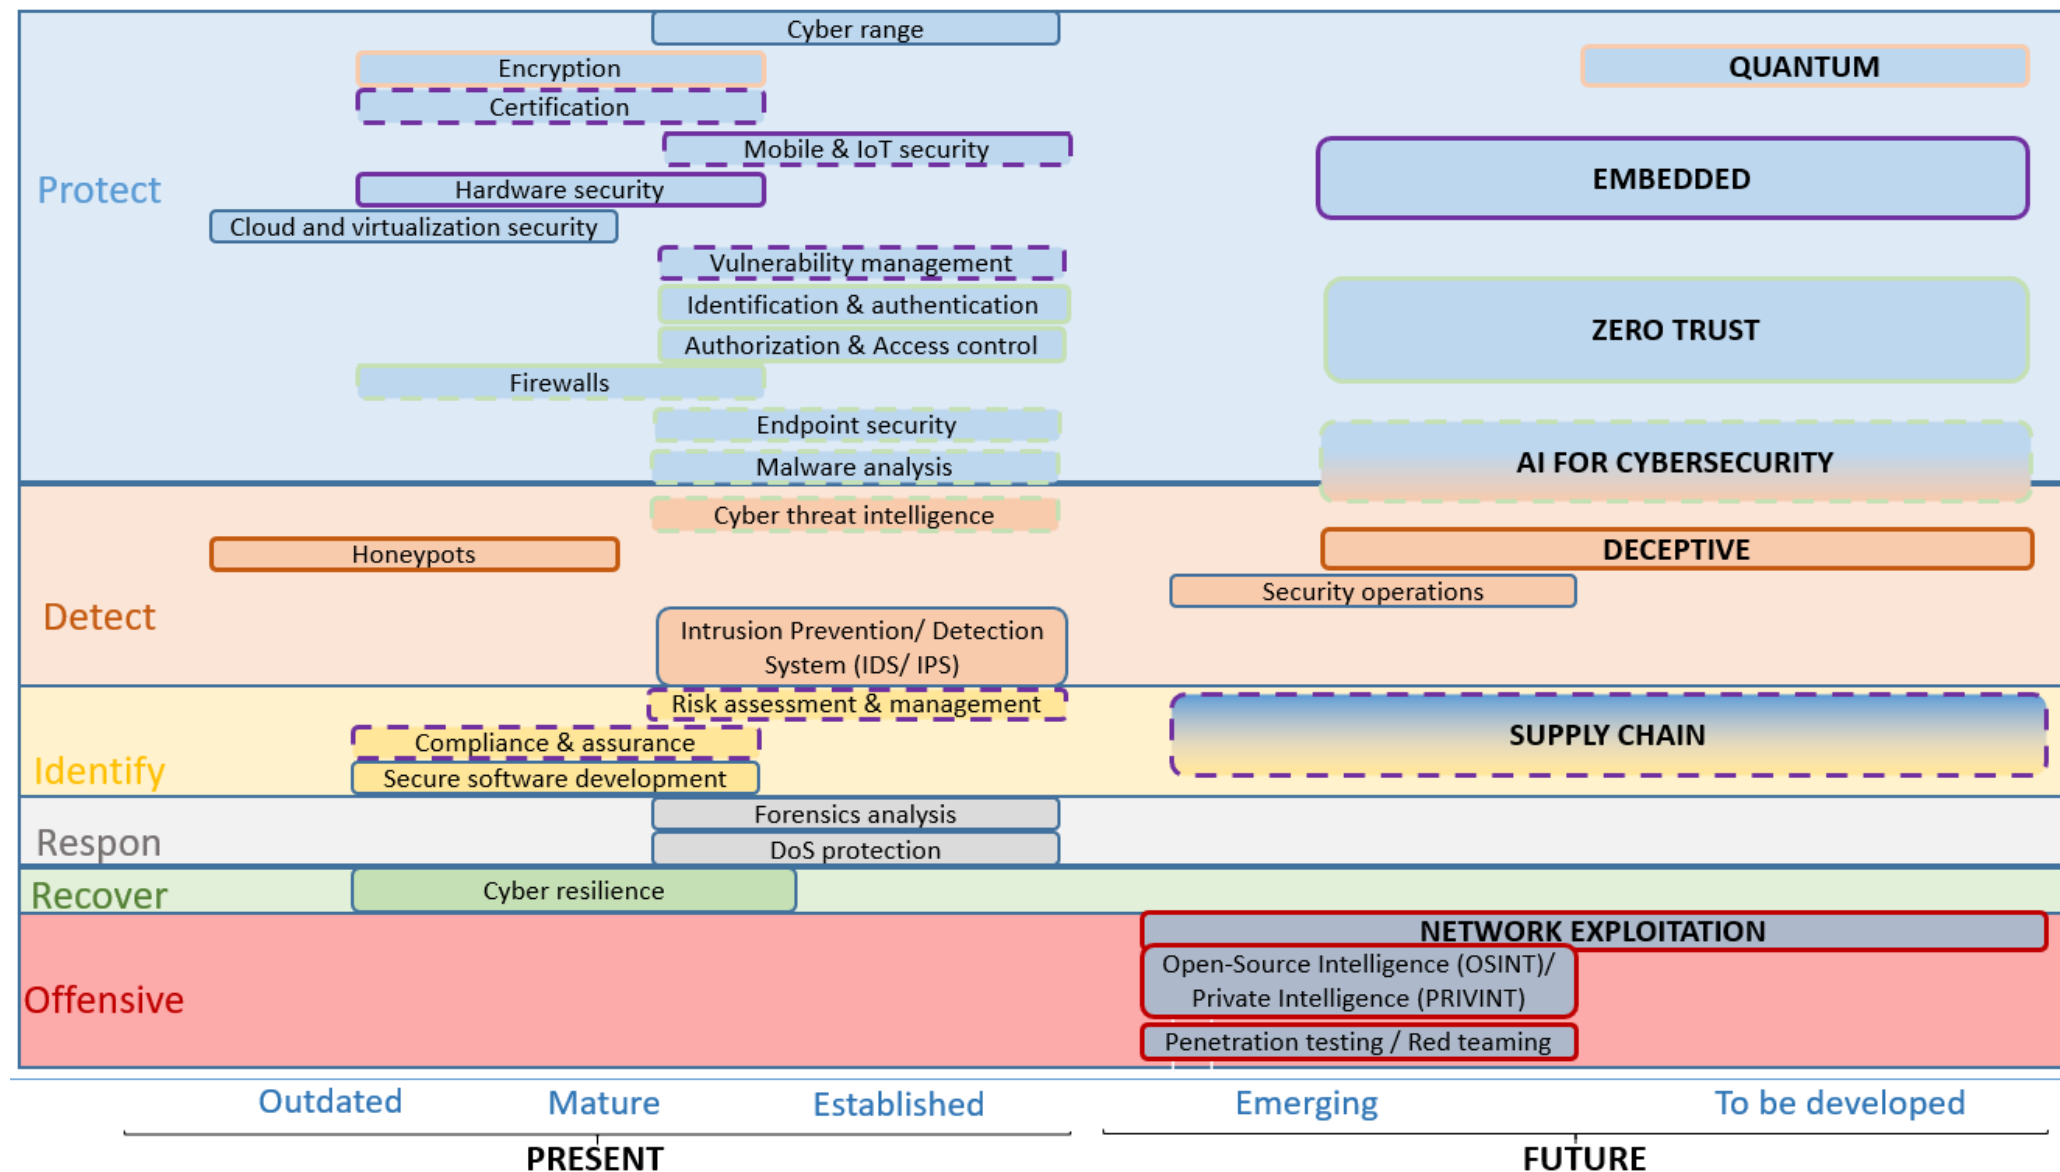 Cyber range
Encryption
QUANTUM
Certification
Mobile & IoT security
Protect
Hardware security
EMBEDDED
Cloud and virtualization security
Vulnerability management
Identification & authentication
ZERO TRUST
Authorization & Access control
Firewalls
Endpoint security
Malware analysis
AI FOR CYBERSECURITY
Cyber threat intelligence
Honeypots
DECEPTIVE
Security operations
Detect
Intrusion Prevention/ Detection
System (IDS/ IPS)
Risk assessment & management
SUPPLY CHAIN
Compliance & assurance
Identify
Secure software development
Forensics analysis
Respon
DoS protection
Recover
Cyber resilience
NETWORK EXPLOITATION
Open-Source Intelligence (OSINT)/
Private Intelligence (PRIVINT)
Offensive
Penetration testing / Red teaming
Outdated
Mature
Established
Emerging
To be developed
PRESENT
FUTURE